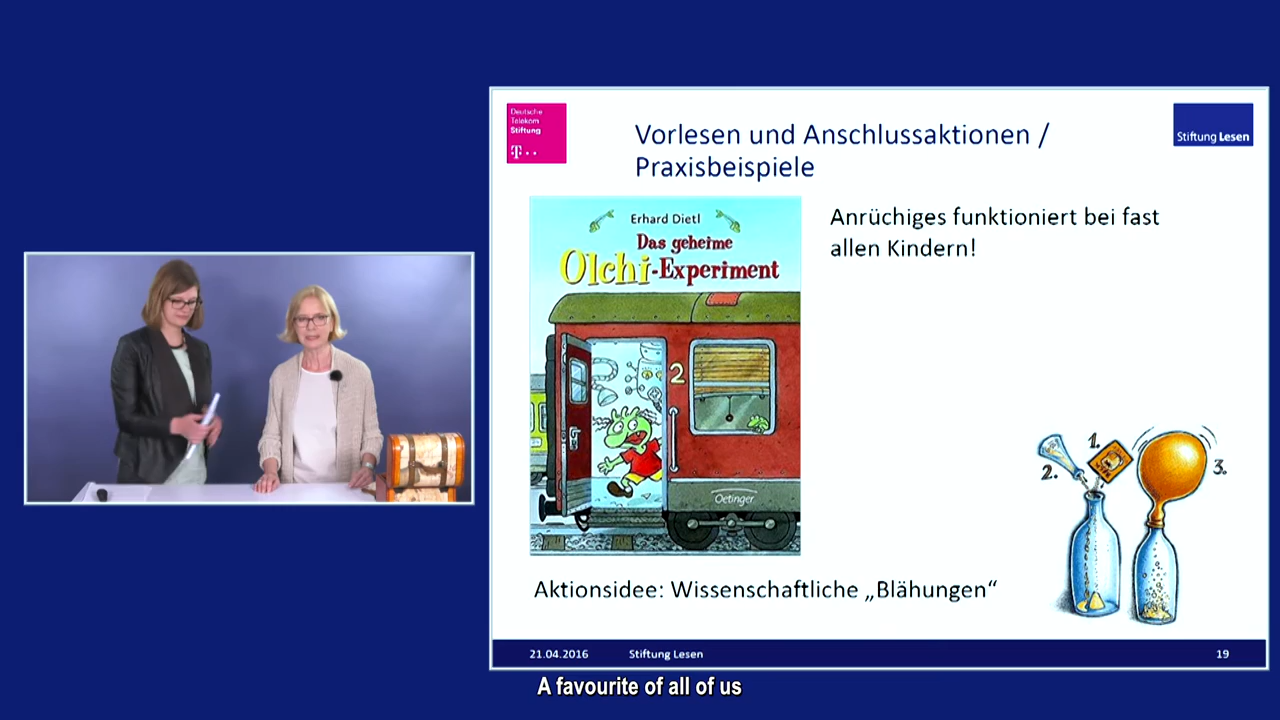 Deutsche
Telekom
Stiftung
Stiftung Lesen
Vorlesen und Anschlussaktionen /
Praxisbeispiele
Erhard Dietl
Das geheime
Olchi-Experiment
2
Oetinger
Anrüchiges funktioniert bei fast
allen Kindern!
1.
2.
3.
Aktionsidee: Wissenschaftliche „Blähungen“
21.04.2016 Stiftung Lesen 19
A favourite of all of us